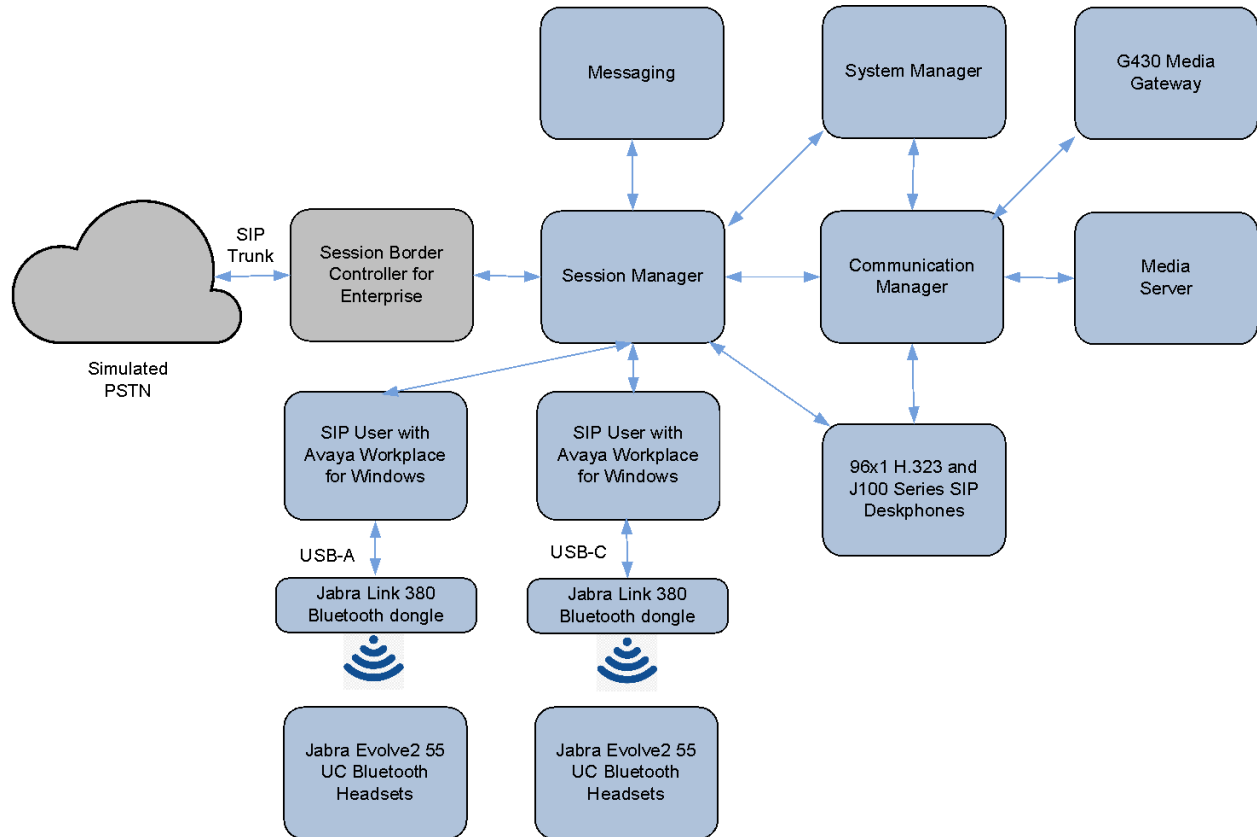 Messaging
System Manager
G430 Media
Gateway
SIP
Trunk
Session Border
Controller for
Enterprise
Session Manager
Communication
Manager
Media
Server
Simulated
PSTN
SIP User with
Avaya Workplace
for Windows
SIP User with
Avaya Workplace
for Windows
96x1 H.323 and
J100 Series SIP
Deskphones
USB-A
USB-C
Jabra Link 380
Bluetooth dongle
Jabra Link 380
Bluetooth dongle
Jabra Evolve2 55
UC Bluetooth
Headsets
Jabra Evolve2 55
UC Bluetooth
Headsets